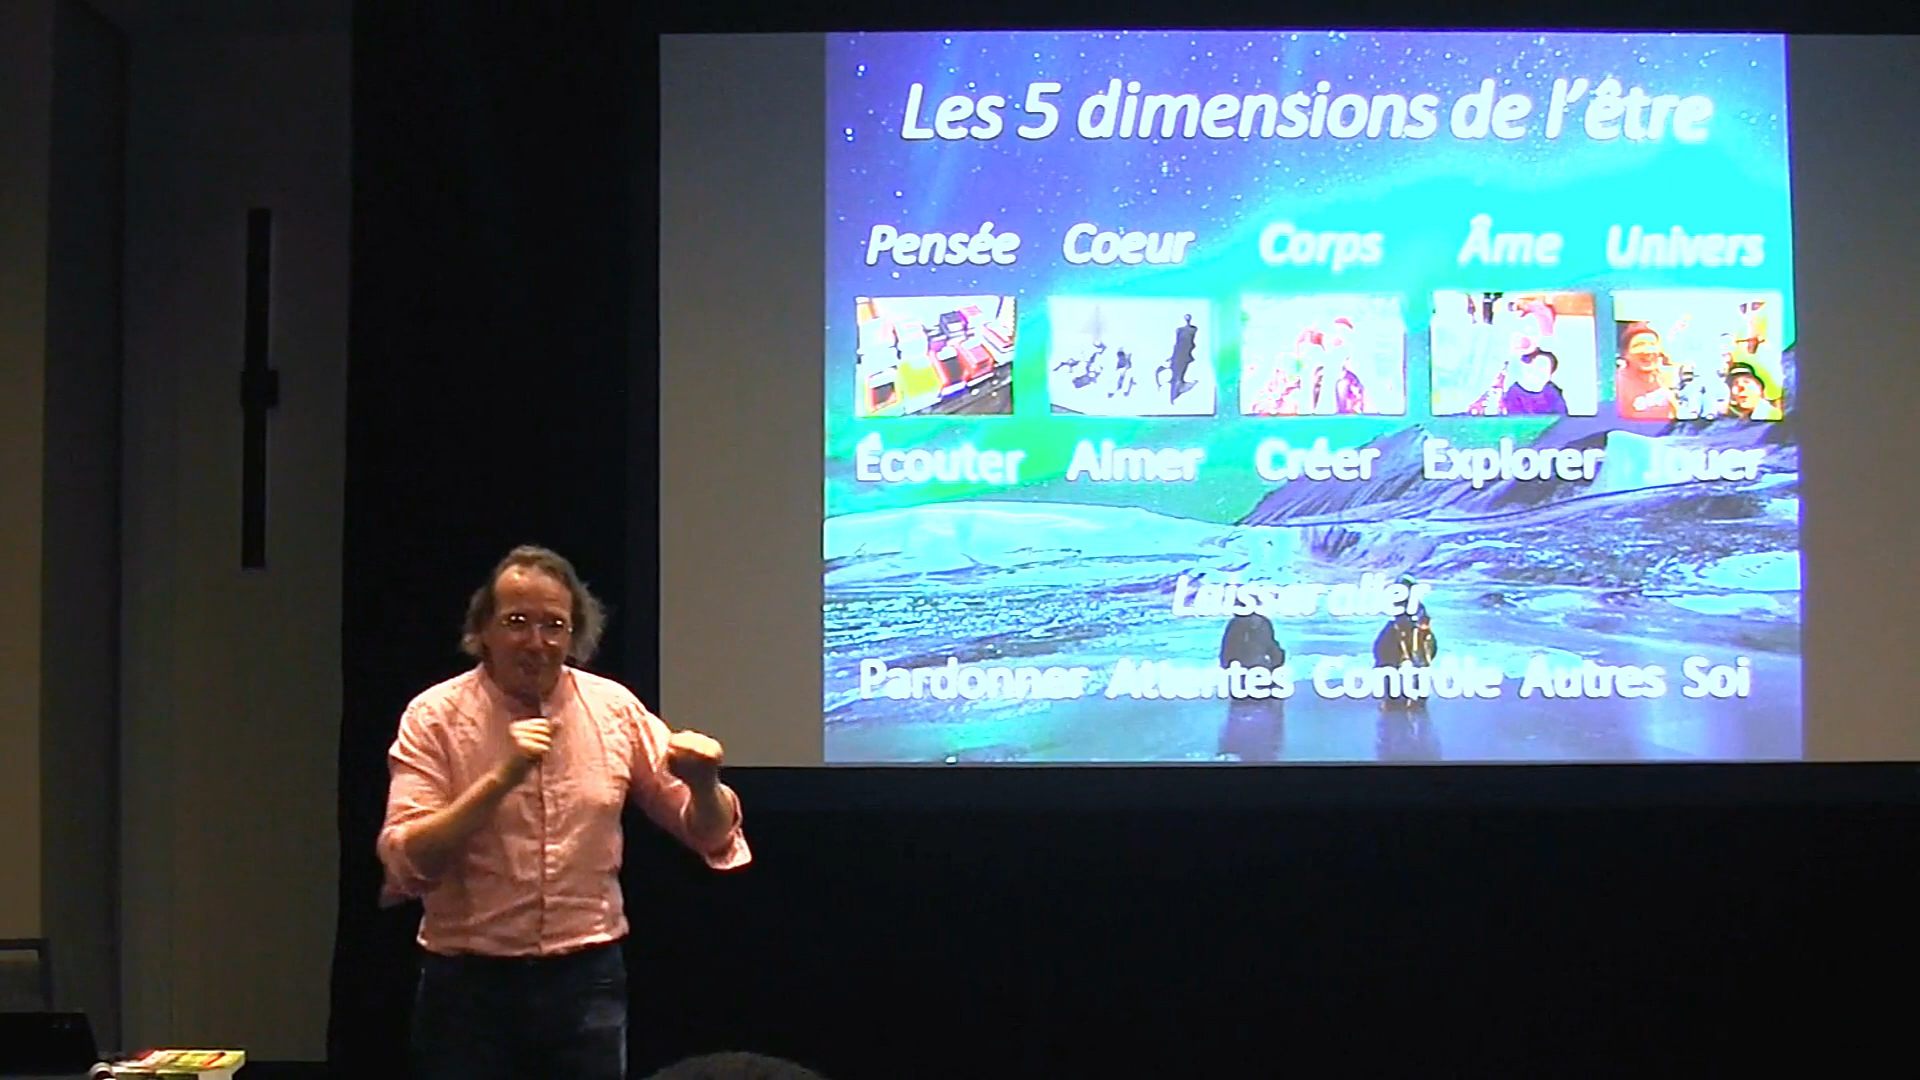 Les 5 dimensions de l'être
Pensée Coeur Corps Âme Univers
Écouter Aimer Créer Explorer Jouer
Laisser aller
Pardonner Attentes Contrôle Autres Soi